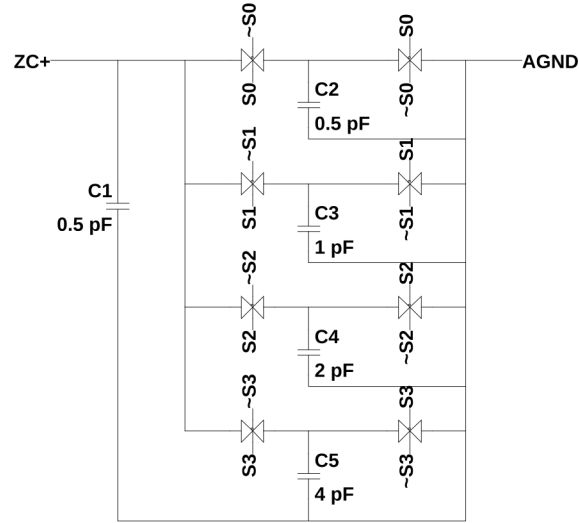 ~S0
S0
ZC+
AGND
S0
C2
~S0
0.5 pF
~S1
S1
C1
0.5 pF
S1
C3
~S1
1 pF
~S2
S2
S2
C4
~S2
2 pF
~S3
S3
S3
C5
~S3
4 pF